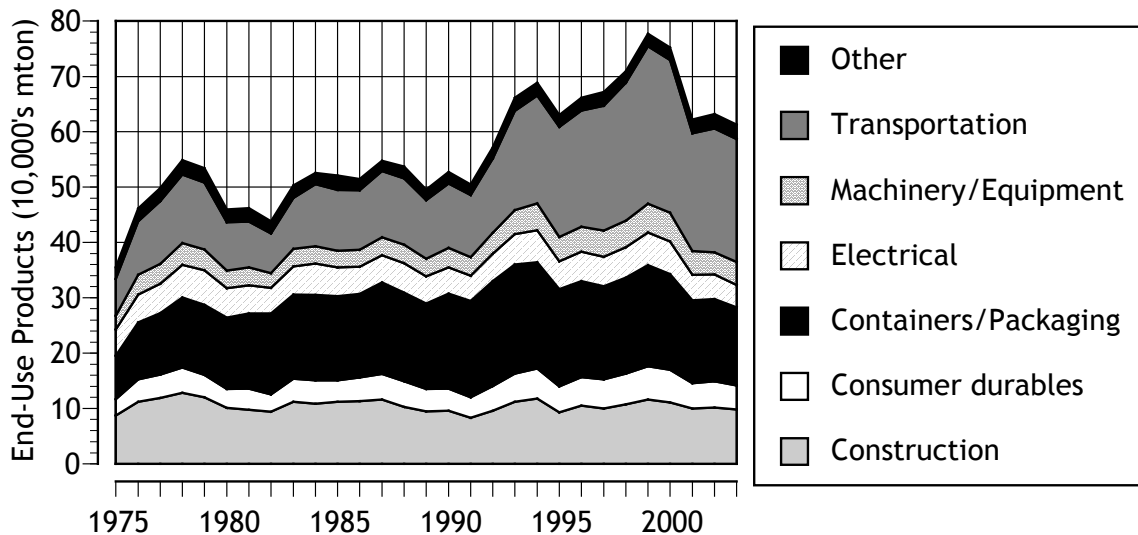 End-Use Products (10,000's mton)
80
70
60
50
40
30
20
10
0
1975 1980 1985 1990 1995 2000
Other
Transportation
Machinery/Equipment
Electrical
Containers/Packaging
Consumer durables
Construction